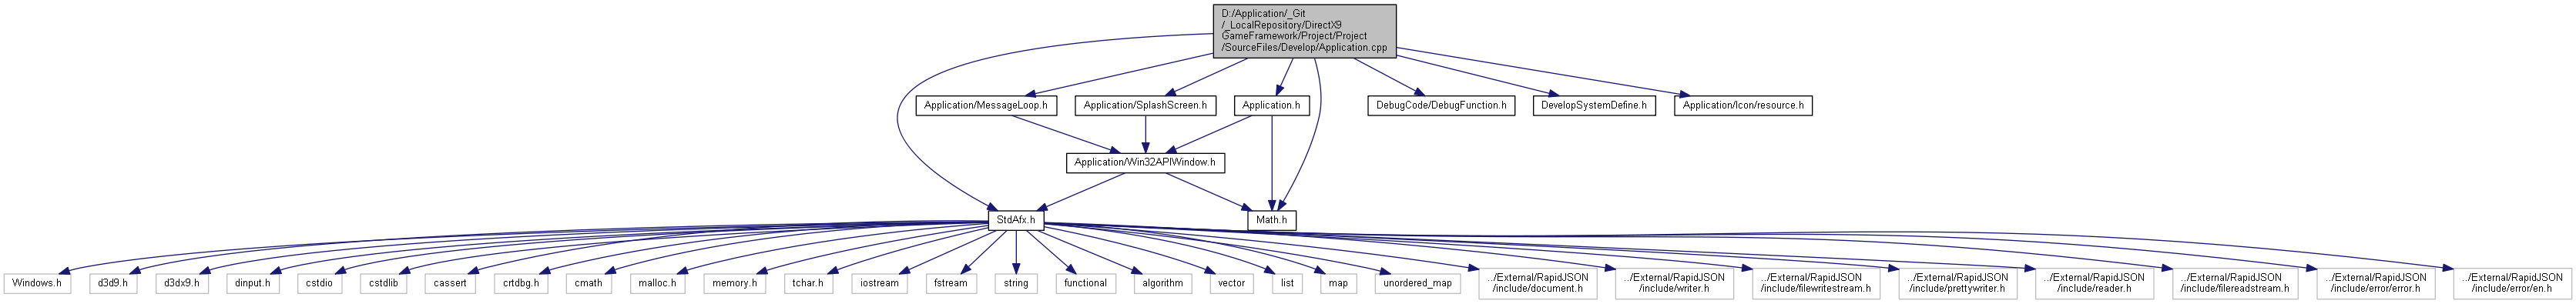 D:/Application/_Git
/_LocalRepository/DirectX9
GameFramework/Project/Project
/SourceFiles/Develop/Application.cpp
Application/MessageLoop.h
Application/SplashScreen.h
Application.h
DebugCode/DebugFunction.h
DevelopSystemDefine.h
Application/Icon/resource.h
Application/Win32APIWindow.h
StdAfx.h
Math.h
Windows.h
d3d9.h
d3dx9.h
dinput.h
cstdio
cstdlib
cassert
crtdbg.h
cmath
malloc.h
memory.h
tchar.h
iostream
fstream
string
functional
algorithm
vector
list
map
unordered_map
../External/RapidJSON
/include/document.h
../External/RapidJSON
/include/writer.h
../External/RapidJSON
/include/filewritestream.h
../External/RapidJSON
/include/prettywriter.h
../External/RapidJSON
/include/reader.h
../External/RapidJSON
/include/filereadstream.h
../External/RapidJSON
/include/error/error.h
../External/RapidJSON
/include/error/en.h